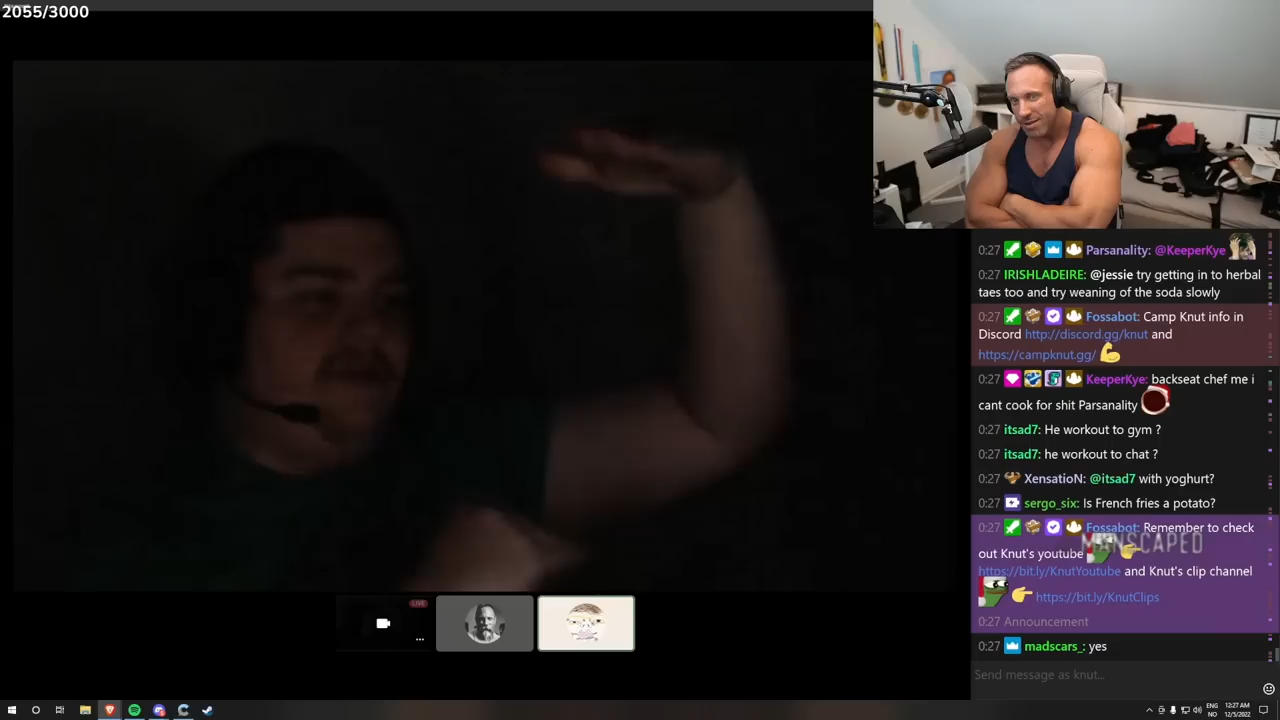 2055/3000
0:27 Parsanality: @KeeperKye
0:27 IRISHLADEIRE: @jessie try getting in to herbal
taes too and try weaning of the soda slowly
0:27 Fossabot: Camp Knut info in
Discord http://discord.gg/knut and
https://campknut.gg/
0:27 KeeperKye: backseat chef me i
cant cook for shit Parsanality
0:27 itsad7: He workout to gym ?
0:27 itsad7: he workout to chat ?
0:27 XensatioN: @itsad7 with yoghurt?
0:27 sergo_six: Is French fries a potato?
0:27 Fossabot: Remember to check
MANSCAPED
out Knut's youtube
https://bit.ly/KnutYoutube and Knut's clip channel
https://bit.ly/KnutClips
0:27 Announcement
0:27 madscars_: yes
Send message as knut...
LIVE
...
ENG
NO
12:27 AM
12/5/2022